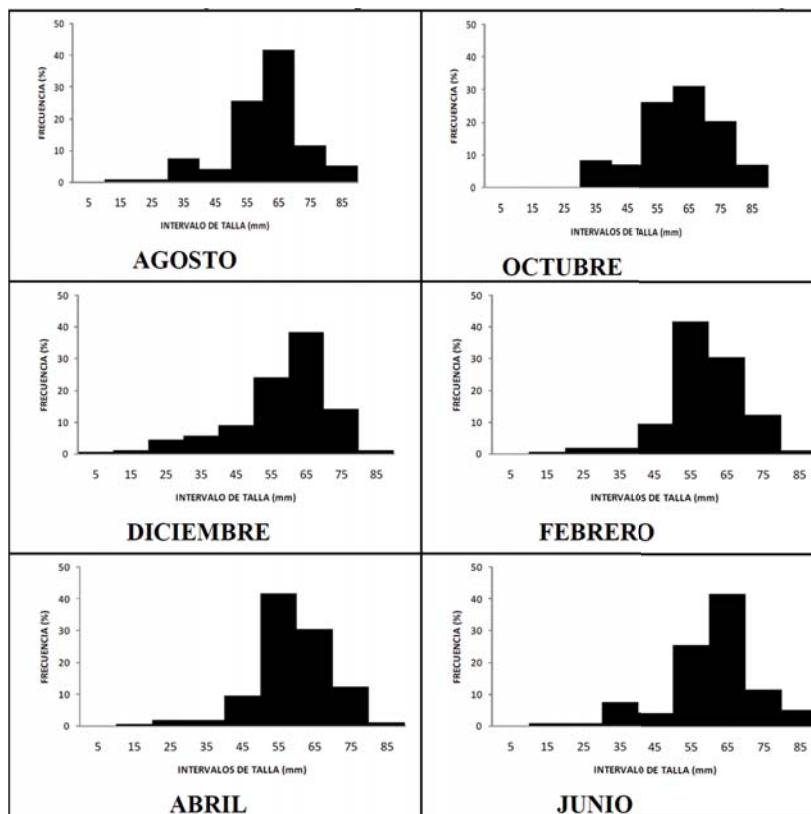 FRECUENCIA (%)
50
40
30
20
10
0
5 15 25 35 45 55 65 75 85
INTERVALO DE TALLA (mm)
AGOSTO
FRECUENCIA (%)
50
40
30
20
10
0
5 15 25 35 45 55 65 75 85
INTERVALOS DE TALLA (mm)
OCTUBRE
FRECUENCIA (%)
50
40
30
20
10
0
5 15 25 35 45 55 65 75 85
INTERVALO DE TALLA (mm)
DICIEMBRE
FRECUENCIA (%)
50
40
30
20
10
0
5 15 25 35 45 55 65 75 85
INTERVALOS DE TALLA (mm)
FEBRERO
FRECUENCIA (%)
50
40
30
20
10
0
5 15 25 35 45 55 65 75 85
INTERVALOS DE TALLA (mm)
ABRIL
FRECUENCIA (%)
50
40
30
20
10
0
5 15 25 35 45 55 65 75 85
INTERVALO DE TALLA (mm)
JUNIO